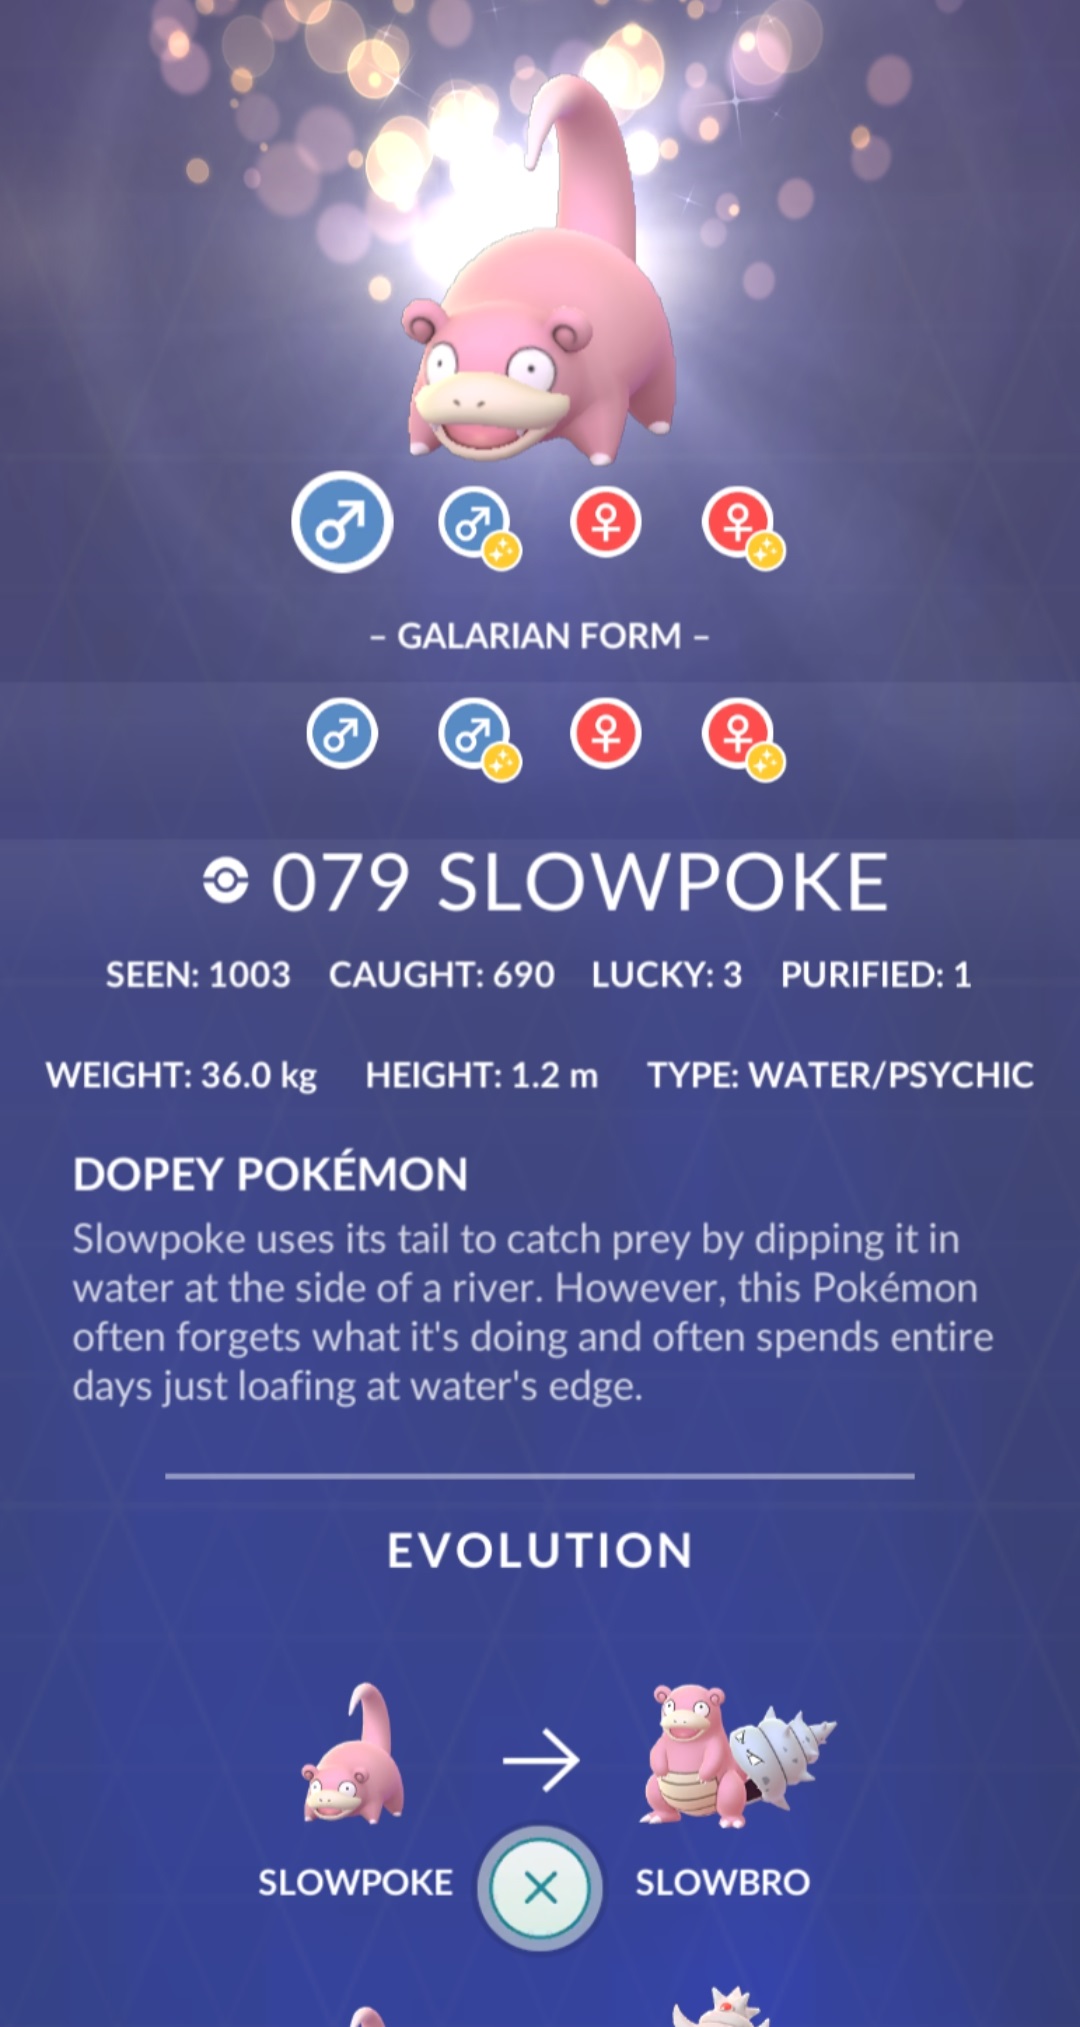 – GALARIAN FORM –
079 SLOWPOKE
SEEN: 1003 CAUGHT: 690 LUCKY: 3 PURIFIED: 1
WEIGHT: 36.0 kg HEIGHT: 1.2 m TYPE: WATER/PSYCHIC
DOPEY POKÉMON
Slowpoke uses its tail to catch prey by dipping it in
water at the side of a river. However, this Pokémon
often forgets what it's doing and often spends entire
days just loafing at water's edge.
EVOLUTION
SLOWPOKE SLOWBRO